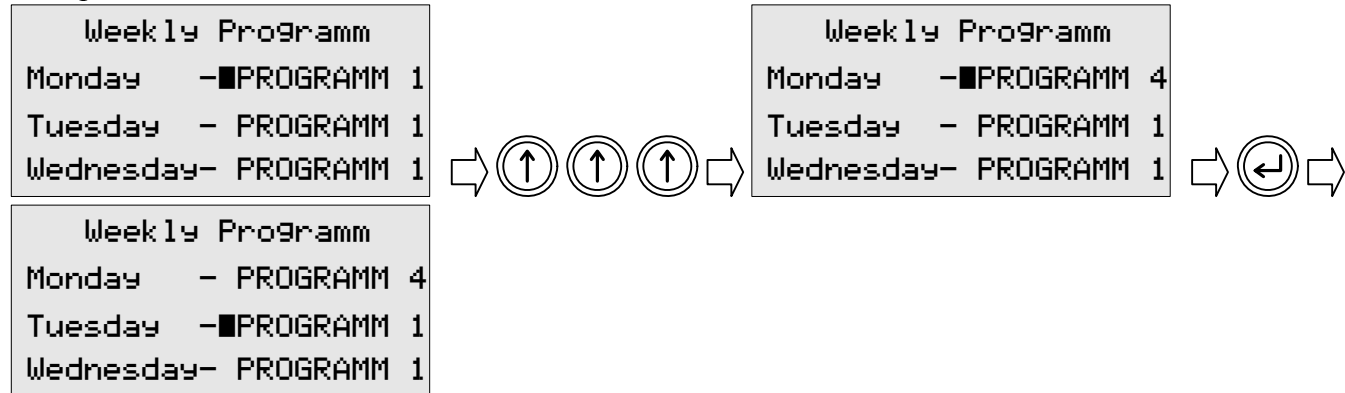 Weekly Programm
Monday -PROGRAMM 1
Tuesday - PROGRAMM 1
Wednesday- PROGRAMM 1
Weekly Programm
Monday -PROGRAMM 4
Tuesday - PROGRAMM 1
Wednesday- PROGRAMM 1
Weekly Programm
Monday - PROGRAMM 4
Tuesday -PROGRAMM 1
Wednesday- PROGRAMM 1